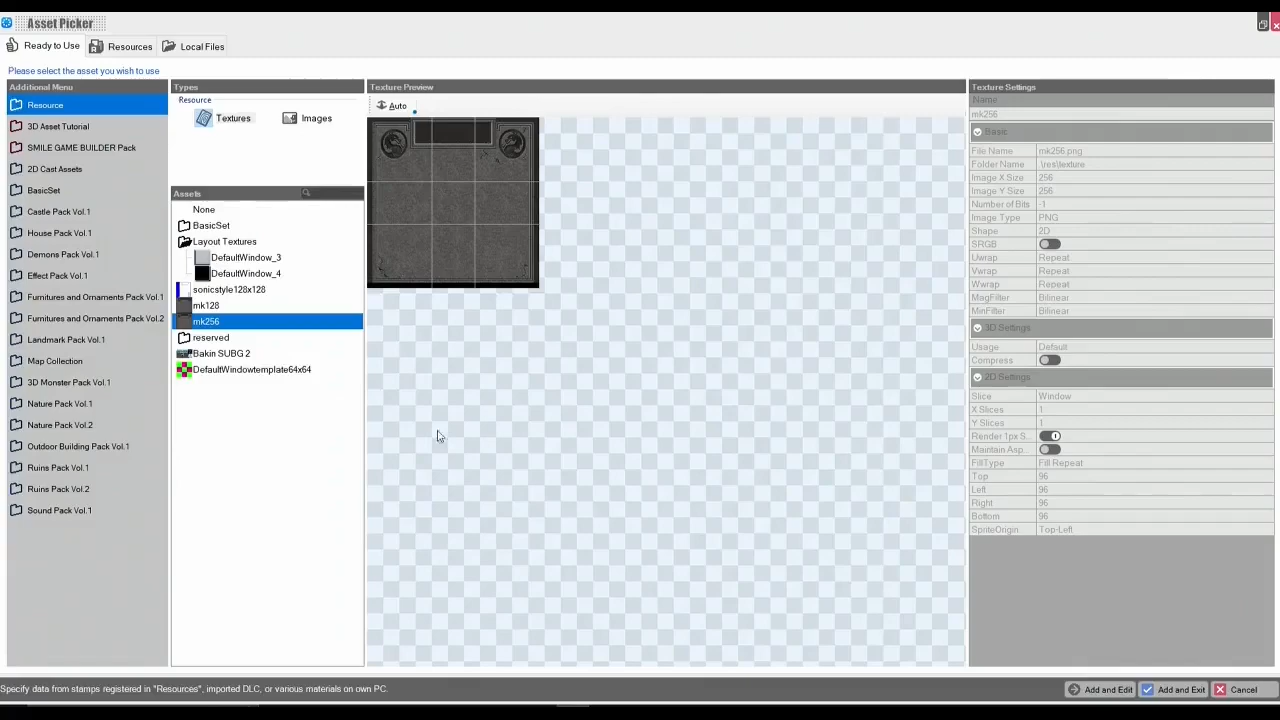 Asset Picker
Ready to Use
Resources
Local Files
Please select the asset you wish to use
Additional Menu
Resource
3D Asset Tutorial
SMILE GAME BUILDER Pack
2D Cast Assets
BasicSet
Castle Pack Vol.1
House Pack Vol.1
Demons Pack Vol.1
Effect Pack Vol.1
Furnitures and Ornaments Pack Vol.1
Furnitures and Ornaments Pack Vol.2
Landmark Pack Vol.1
Map Collection
3D Monster Pack Vol.1
Nature Pack Vol.1
Nature Pack Vol.2
Outdoor Building Pack Vol.1
Ruins Pack Vol.1
Ruins Pack Vol.2
Sound Pack Vol.1
Types
Resource
Textures
Images
Assets
None
BasicSet
Layout Textures
DefaultWindow_3
DefaultWindow_4
sonicstyle128x128
mk128
mk256
reserved
Bakin SUBG 2
DefaultWindowtemplate64x64
Texture Preview
Auto
Texture Settings
Name
mk256
Basic
File Name mk256.png
Folder Name .\res\texture
Image X Size 256
Image Y Size 256
Number of Bits -1
Image Type PNG
Shape 2D
SRGB
Uwrap Repeat
Vwrap Repeat
Wwrap Repeat
MagFilter Bilinear
MinFilter Bilinear
3D Settings
Usage Default
Compress
2D Settings
Slice Window
X Slices 1
Y Slices 1
Render 1px S...
Maintain Asp...
FillType Fill Repeat
Top 96
Left 96
Right 96
Bottom 96
SpriteOrigin Top-Left
Specify data from stamps registered in "Resources", imported DLC, or various materials on own PC.
Add and Edit
Add and Exit
Cancel